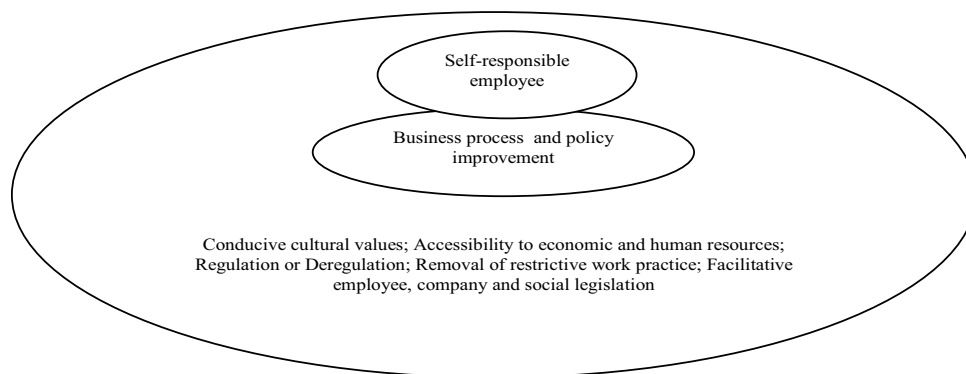 Self-responsible
employee
Business process and policy
improvement
Conducive cultural values; Accessibility to economic and human resources;
Regulation or Deregulation; Removal of restrictive work practice; Facilitative
employee, company and social legislation